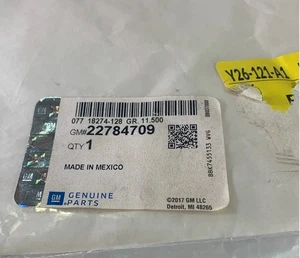 Y26-121-A1
077 18274-128 GR. 11.500
GM# 22784709
QTY 1
MADE IN MEXICO
GM GENUINE
PARTS
©2017 GM LLC
Detroit, MI 48265